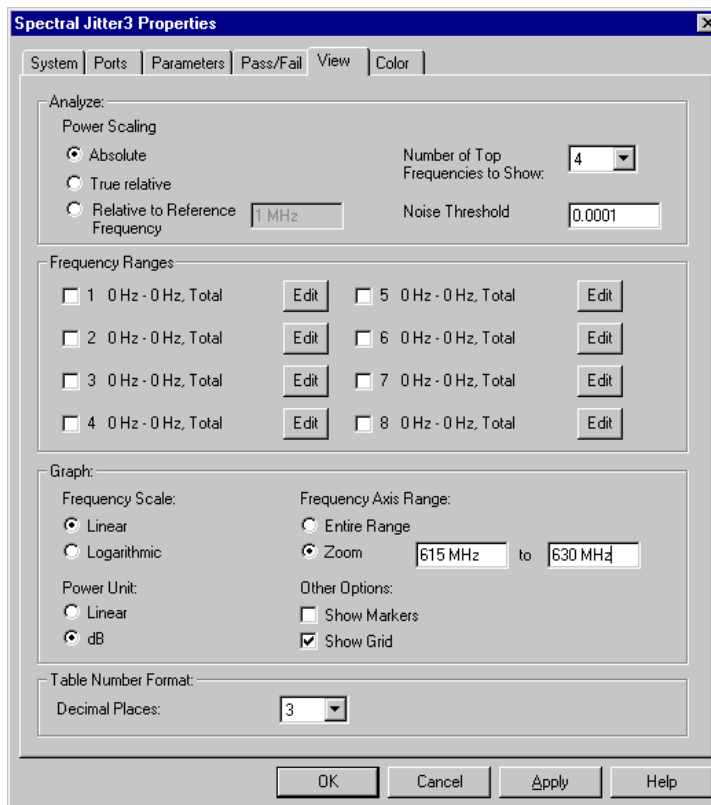 Spectral Jitter3 Properties
System Ports Parameters Pass/Fail View Color
Analyze:
Power Scaling
Absolute
True relative
Relative to Reference Frequency
1 MHz
Number of Top
Frequencies to Show:
4
Noise Threshold
0.0001
Frequency Ranges
1 0 Hz - 0 Hz, Total Edit 5 0 Hz - 0 Hz, Total Edit
2 0 Hz - 0 Hz, Total Edit 6 0 Hz - 0 Hz, Total Edit
3 0 Hz - 0 Hz, Total Edit 7 0 Hz - 0 Hz, Total Edit
4 0 Hz - 0 Hz, Total Edit 8 0 Hz - 0 Hz, Total Edit
Graph:
Frequency Scale:
Linear
Logarithmic
Frequency Axis Range:
Entire Range
Zoom 615 MHz to 630 MHz
Power Unit:
Linear
dB
Other Options:
Show Markers
Show Grid
Table Number Format:
Decimal Places: 3
OK Cancel Apply Help